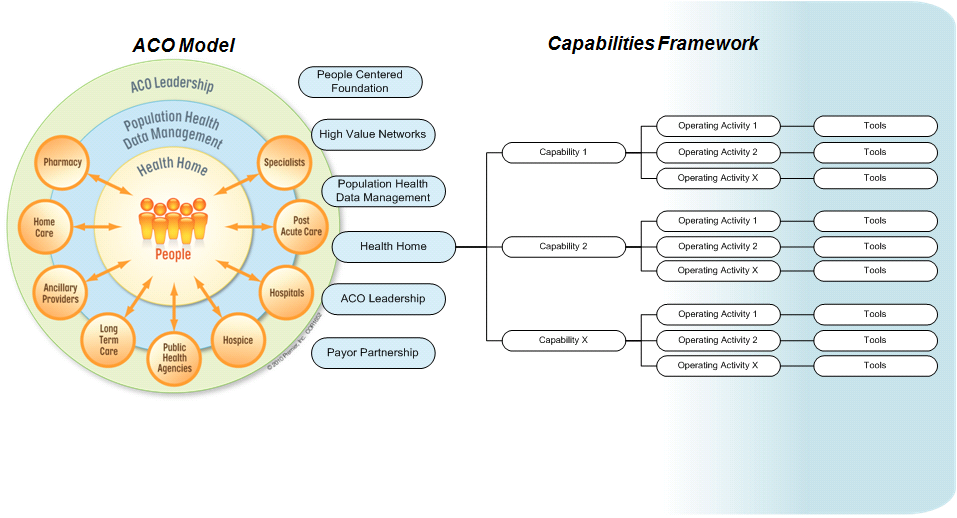 ACO Model
Capabilities Framework
ACO Leadership
Population Health
Data Management
Health Home
People
Pharmacy
Specialists
Home
Care
Post
Acute Care
Ancillary
Providers
Hospitals
Long
Term
Care
Public
Health
Agencies
Hospice
© 2010 Premier, Inc.
People Centered
Foundation
High Value Networks
Population Health
Data Management
Health Home
ACO Leadership
Payor Partnership
Capability 1
Operating Activity 1
Tools
Operating Activity 2
Tools
Operating Activity X
Tools
Capability 2
Operating Activity 1
Tools
Operating Activity 2
Tools
Operating Activity X
Tools
Capability X
Operating Activity 1
Tools
Operating Activity 2
Tools
Operating Activity X
Tools